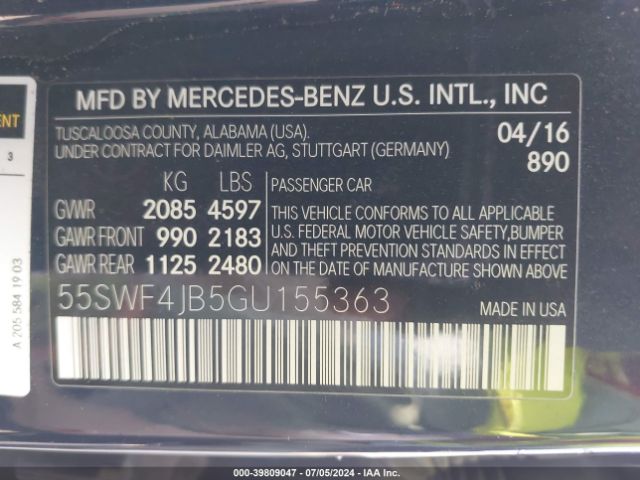 MFD BY MERCEDES-BENZ U.S. INTL., INC
TUSCALOOSA COUNTY, ALABAMA (USA). 04/16
UNDER CONTRACT FOR DAIMLER AG, STUTTGART (GERMANY) 890
KG LBS PASSENGER CAR
GVWR 2085 4597
GAWR FRONT 990 2183
GAWR REAR 1125 2480
THIS VEHICLE CONFORMS TO ALL APPLICABLE
U.S. FEDERAL MOTOR VEHICLE SAFETY,BUMPER
AND THEFT PREVENTION STANDARDS IN EFFECT
ON THE DATE OF MANUFACTURE SHOWN ABOVE.
55SWF4JB5GU155363
ENT
3
A 205 584 19 03
000-39809047 - 07/05/2024 - IAA Inc.